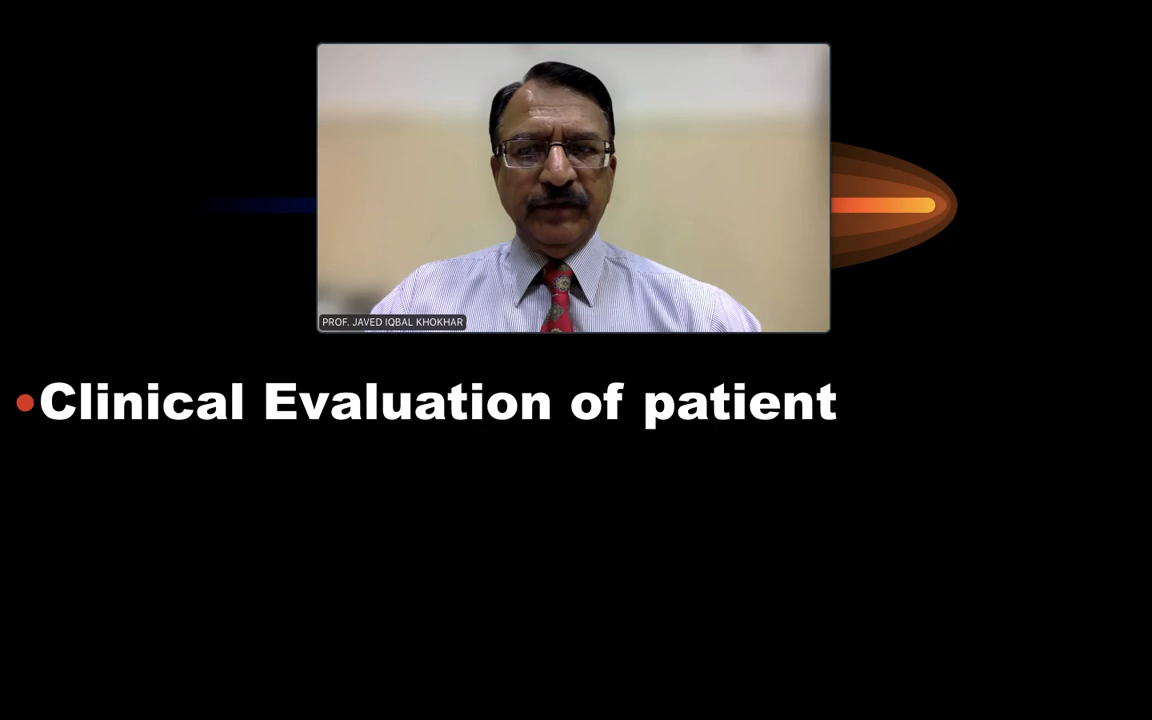 PROF. JAVED IQBAL KHOKHAR
•Clinical Evaluation of patient